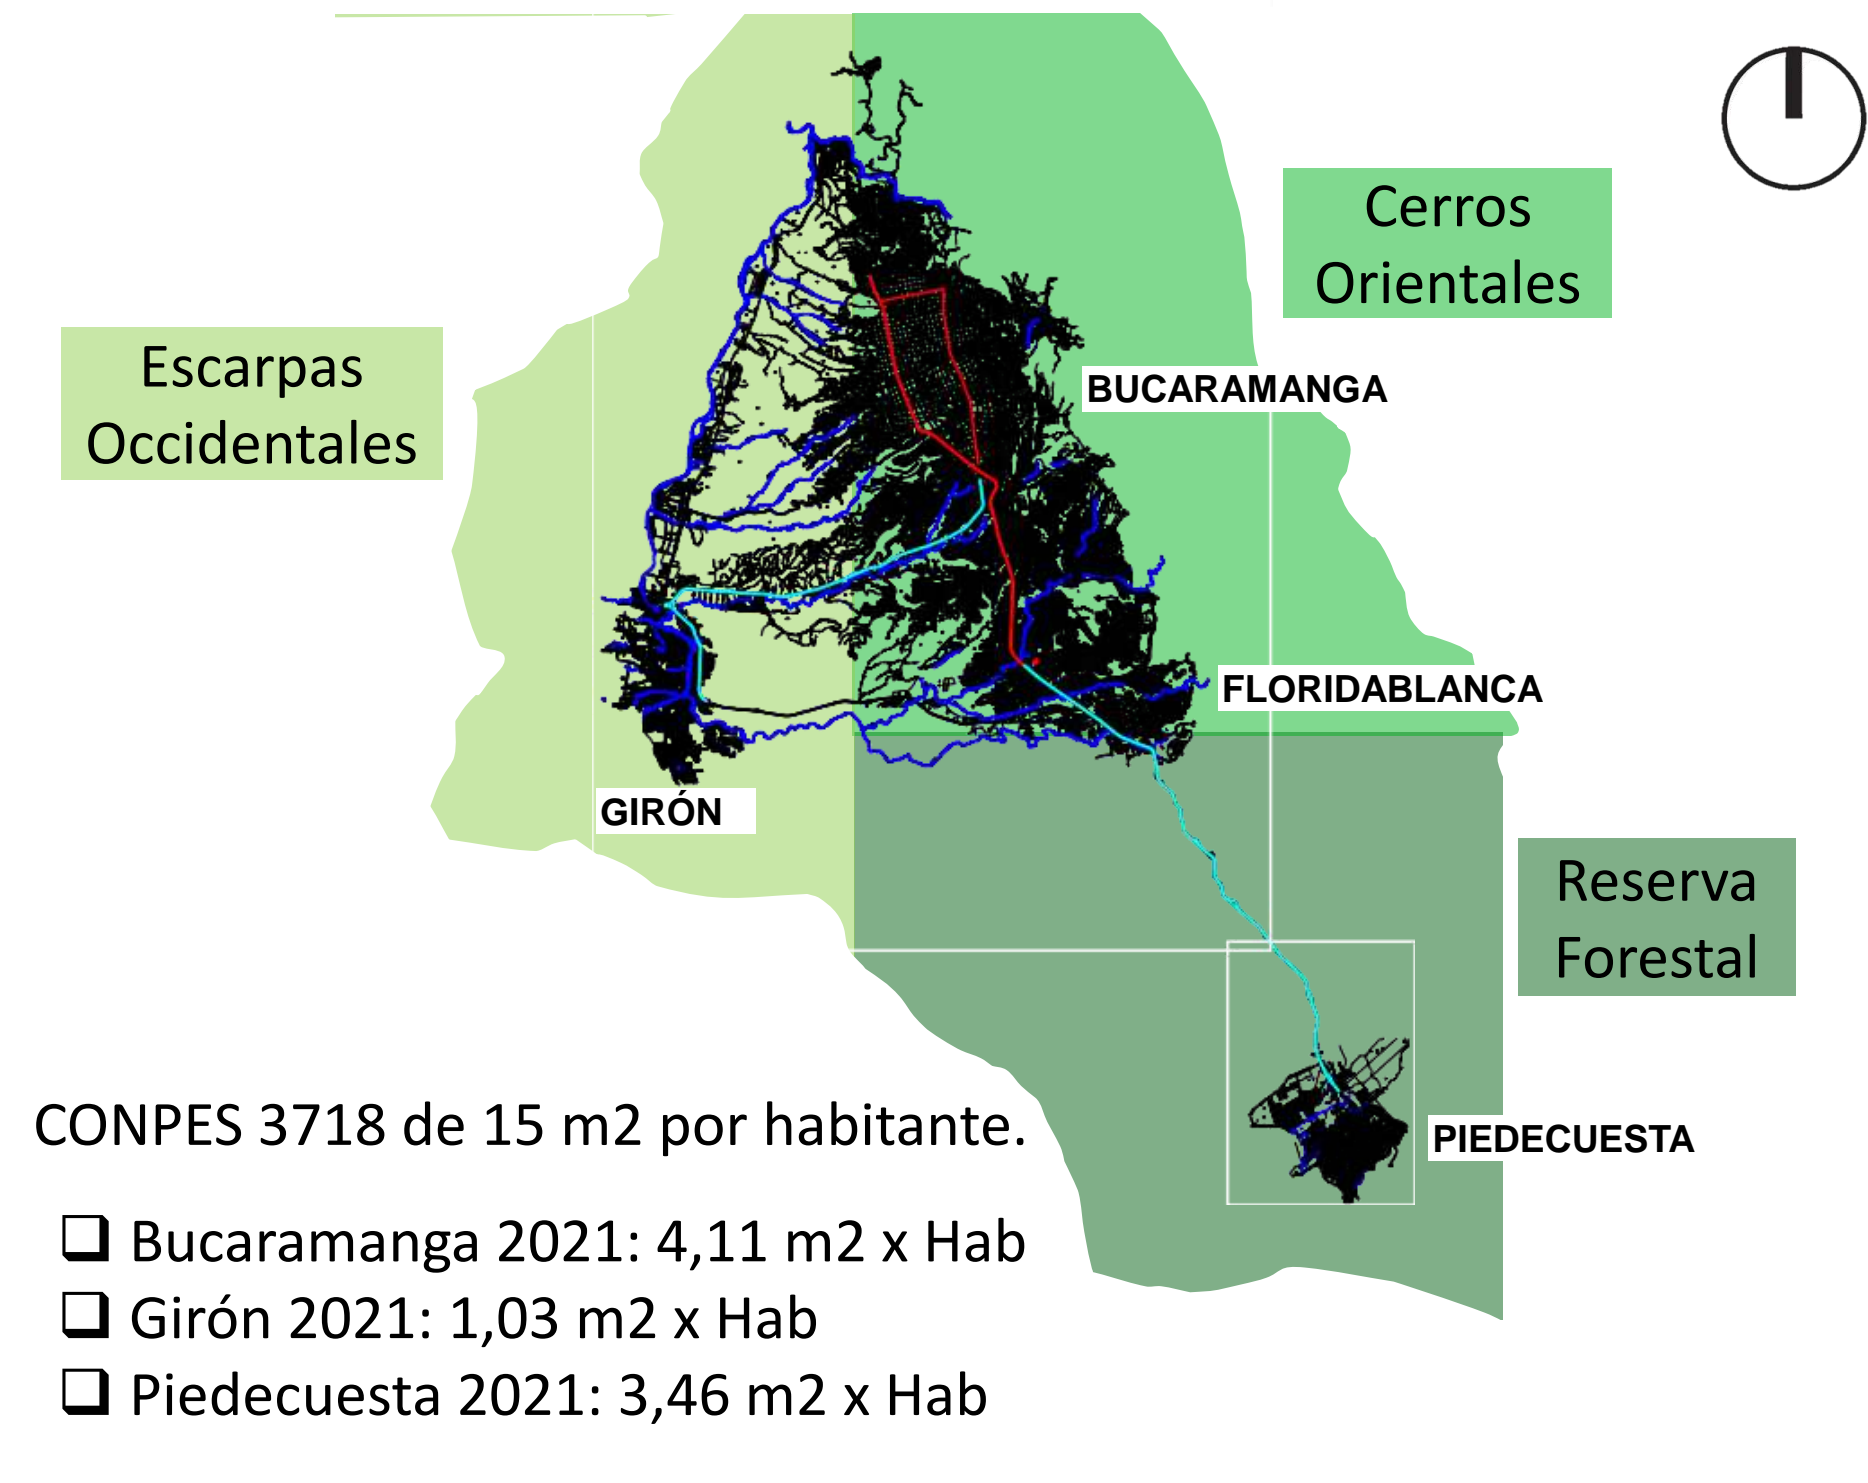 Cerros
Orientales
Escarpas
Occidentales
BUCARAMANGA
FLORIDABLANCA
GIRÓN
Reserva
Forestal
PIEDECUESTA
CONPES 3718 de 15 m2 por habitante.
Bucaramanga 2021: 4,11 m2 x Hab
Girón 2021: 1,03 m2 x Hab
Piedecuesta 2021: 3,46 m2 x Hab